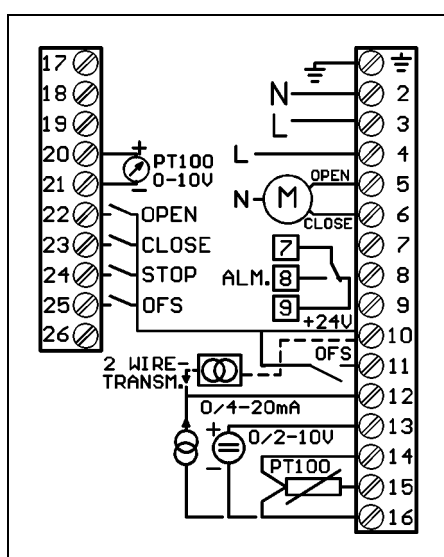 17
18
19
20
21
22
23
24
25
26
+
PT100
0-10V
-
OPEN
CLOSE
STOP
OFS
N
L
L
OPEN
N M
CLOSE
7
ALM. 8
9
+24V
OFS
2 WIRE-
TRANSM.
0/4-20mA
+
0/2-10V
-
PT100
2
3
4
5
6
7
8
9
10
11
12
13
14
15
16